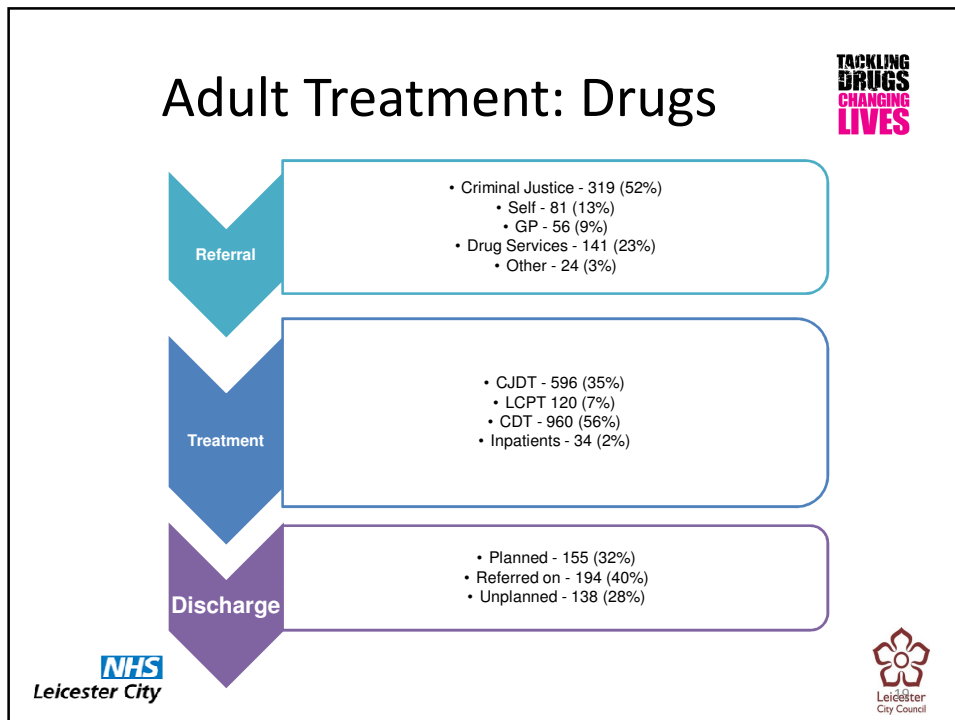 Adult Treatment: Drugs
TACKLING
DRUGS
CHANGING
LIVES
Referral
• Criminal Justice - 319 (52%)
• Self - 81 (13%)
• GP - 56 (9%)
• Drug Services - 141 (23%)
• Other - 24 (3%)
Treatment
• CJDT - 596 (35%)
• LCPT 120 (7%)
• CDT - 960 (56%)
• Inpatients - 34 (2%)
Discharge
• Planned - 155 (32%)
• Referred on - 194 (40%)
• Unplanned - 138 (28%)
NHS
Leicester City
19
Leicester
City Council